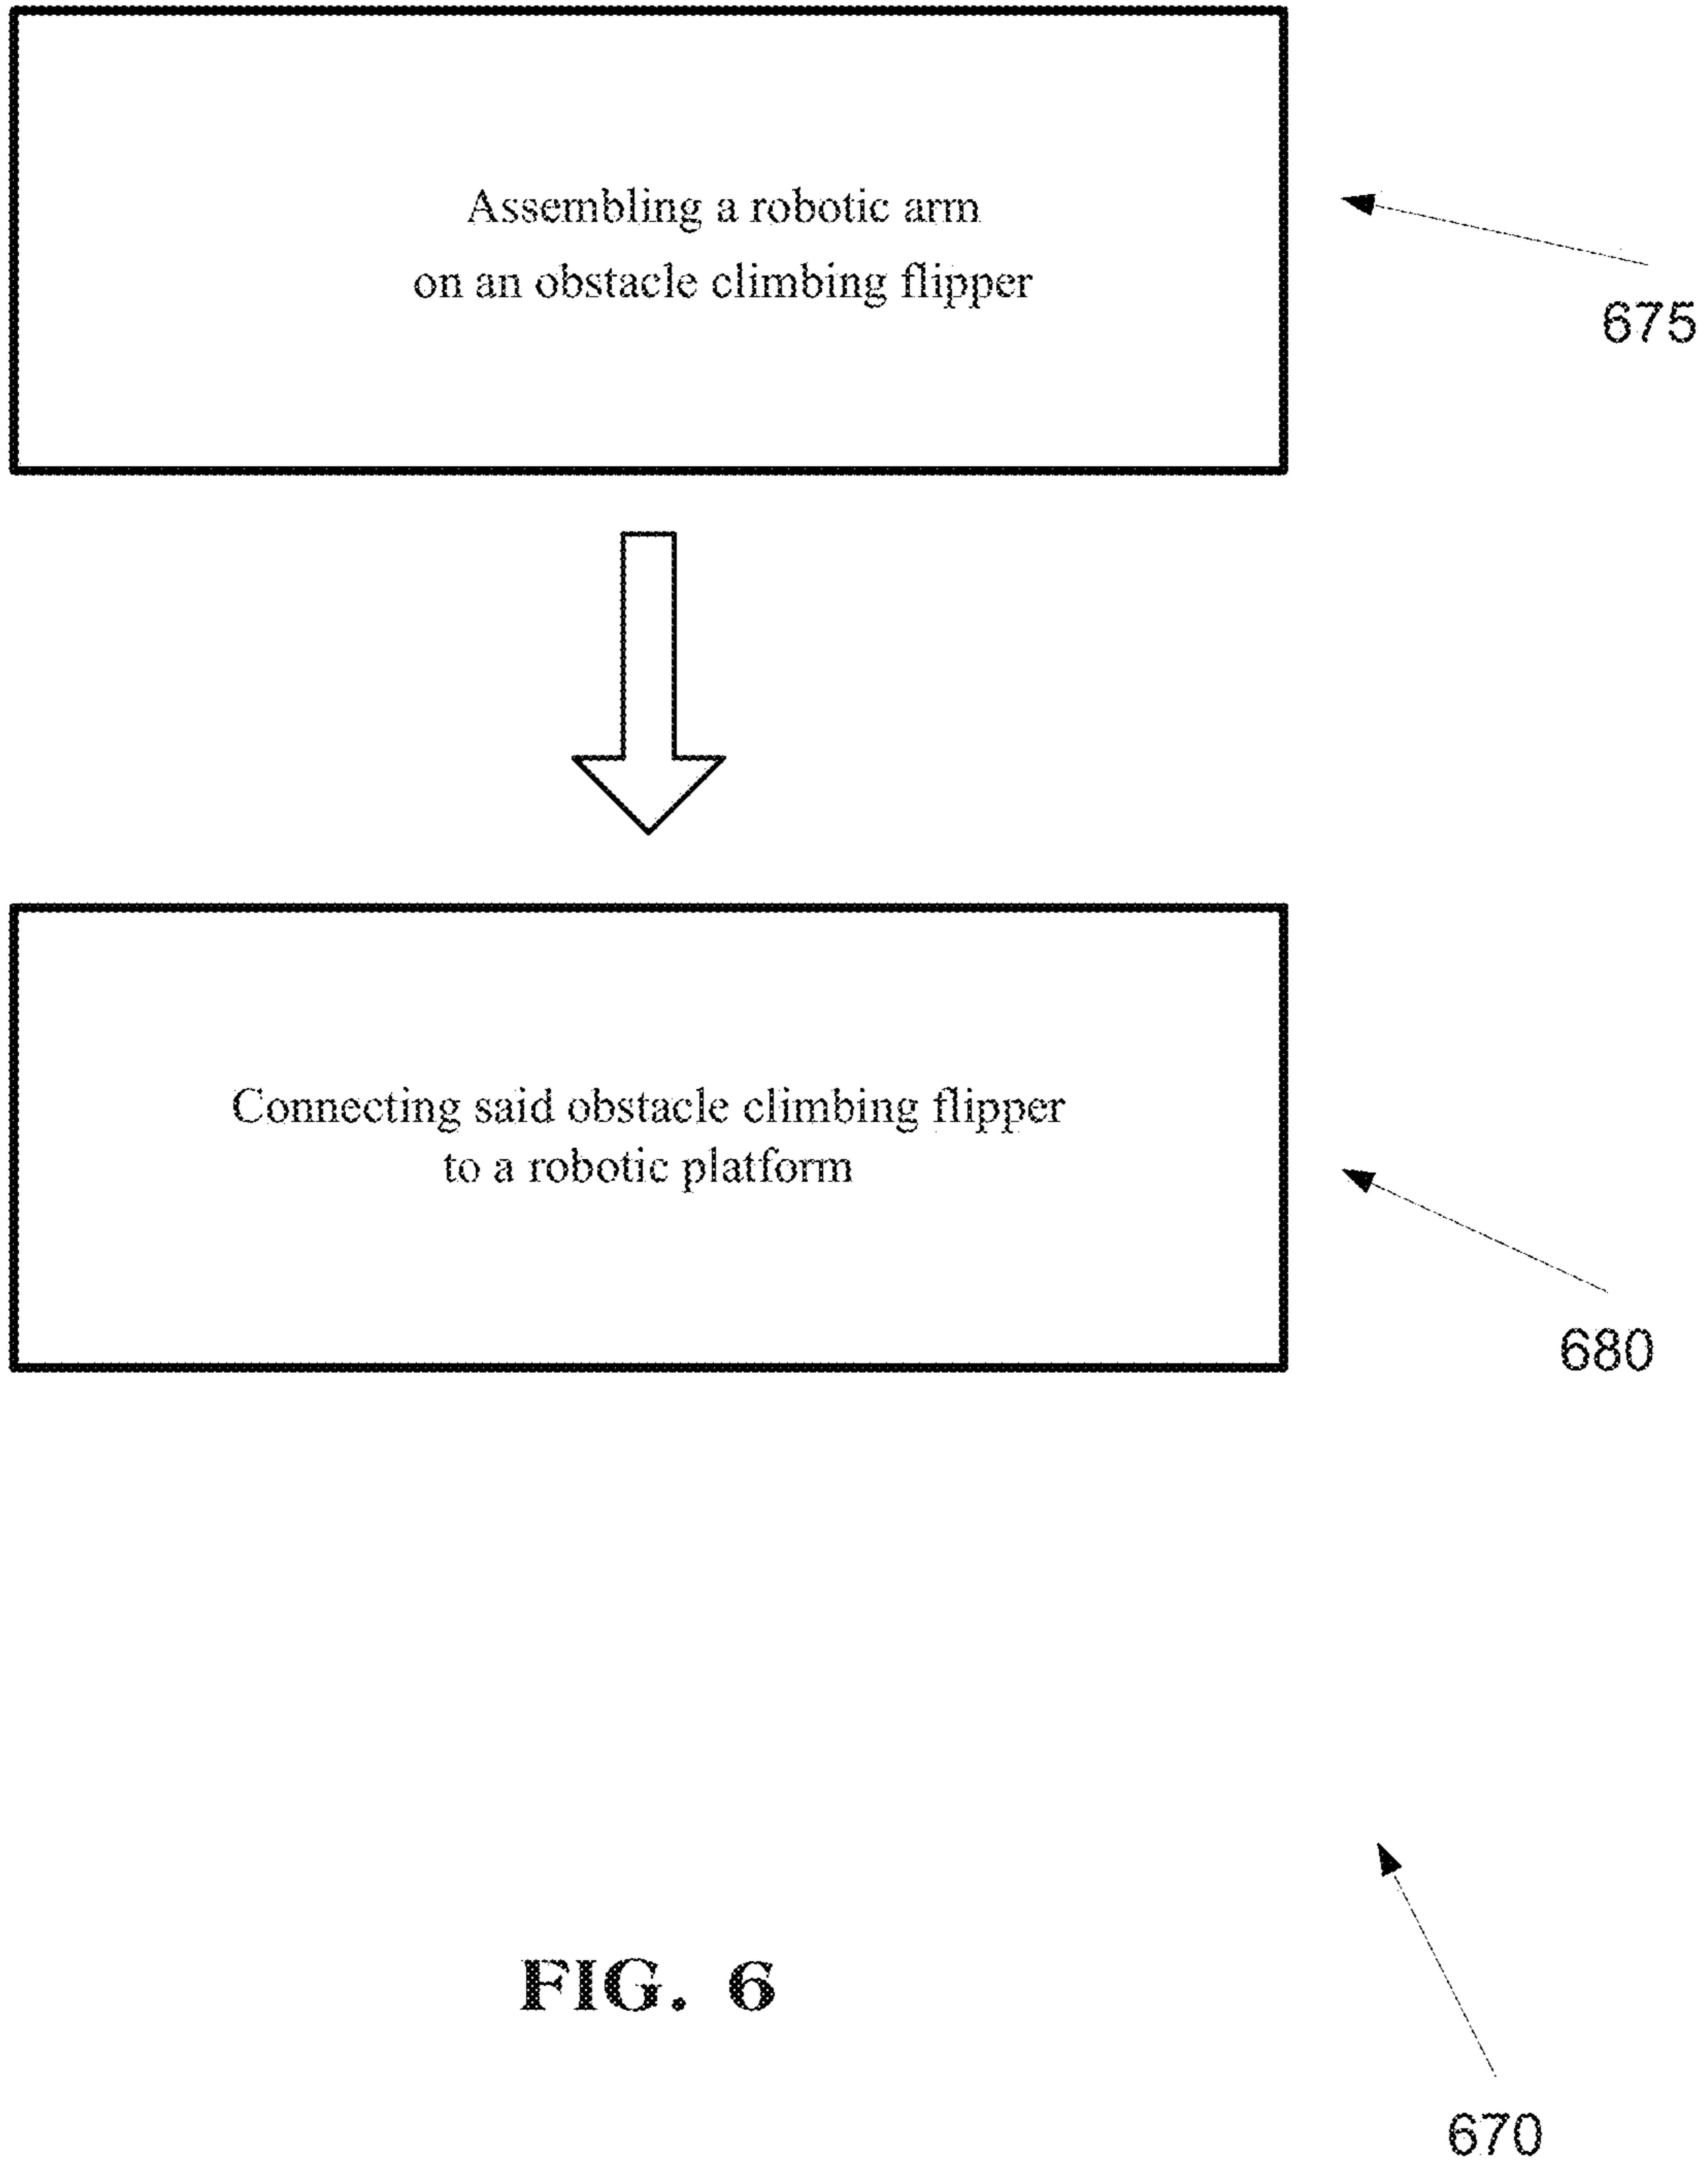 Assembling a robotic arm
on an obstacle climbing flipper
675
Connecting said obstacle climbing flipper
to a robotic platform
680
FIG. 6
670